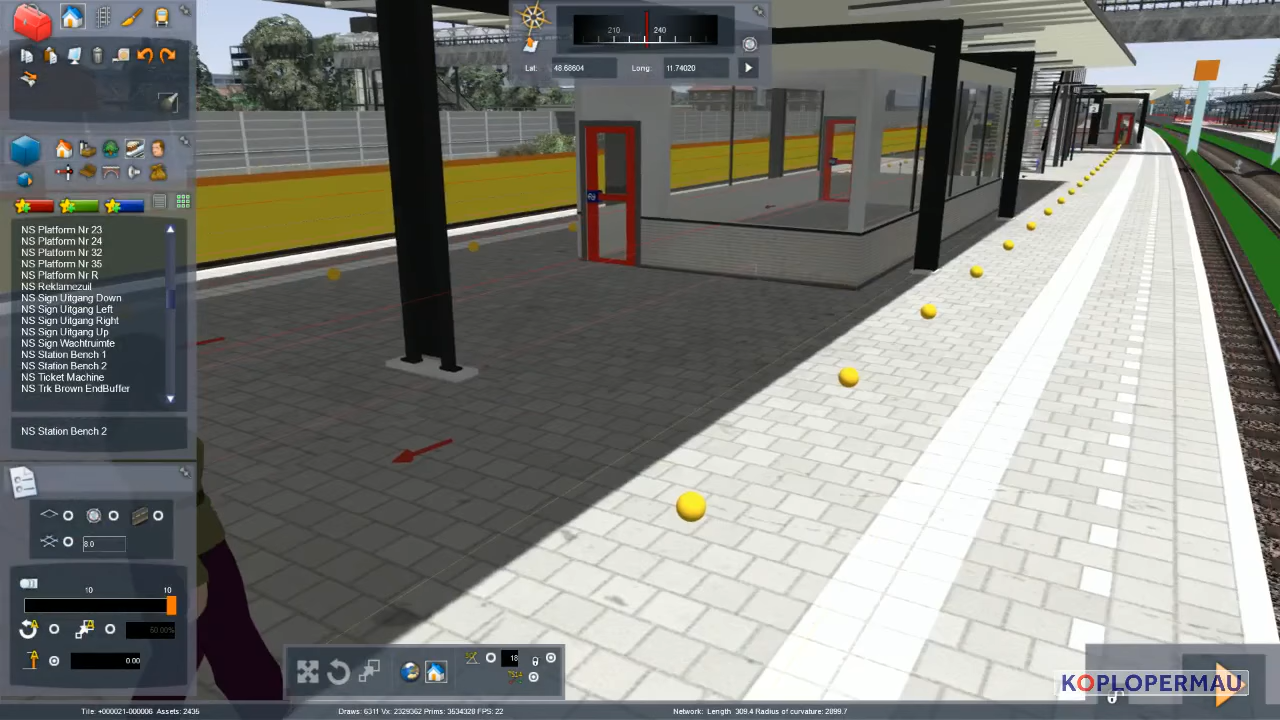 210 240
Lat: 48.68604 Long: 11.74020
NS Platform Nr 23
NS Platform Nr 24
NS Platform Nr 32
NS Platform Nr 35
NS Platform Nr R
NS Reklamezuil
NS Sign Uitgang Down
NS Sign Uitgang Left
NS Sign Uitgang Right
NS Sign Uitgang Up
NS Sign Wachtruimte
NS Station Bench 1
NS Station Bench 2
NS Ticket Machine
NS Trk Brown EndBuffer
NS Station Bench 2
8.0
10 10
50.00%
0.00
18
KOPLOPERMAU
Tile: +000021-000006 Assets: 2435
Draws: 6311 Vx: 2329362 Prims: 3534328 FPS: 22
Network: Length 309.4 Radius of curvature: 2899.7